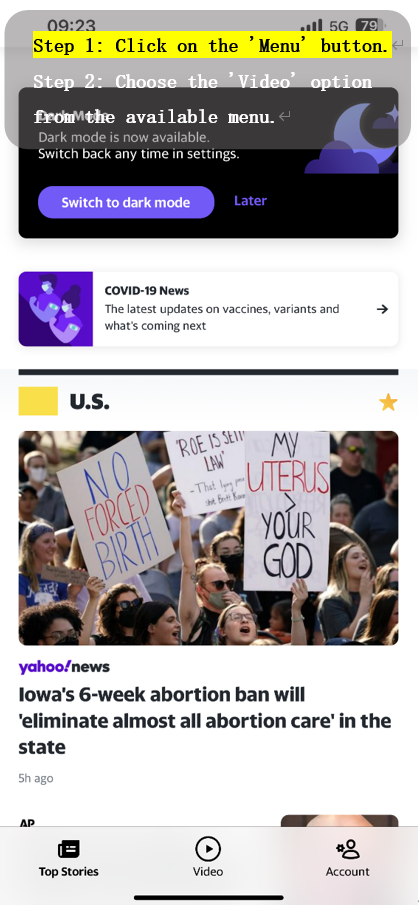 09:23
5G 79
Step 1: Click on the 'Menu' button.
Step 2: Choose the 'Video' option
from the available menu.
Dark Mode
Dark mode is now available.
Switch back any time in settings.
Switch to dark mode
Later
COVID-19 News
The latest updates on vaccines, variants and
what's coming next
U.S.
NO
FORCED
BIRTH
'ROE IS SETTLED
LAW'
MY
UTERUS
>
YOUR
GOD
yahoo!news
Iowa's 6-week abortion ban will
'eliminate almost all abortion care' in the
state
5h ago
AP
Top Stories
Video
Account